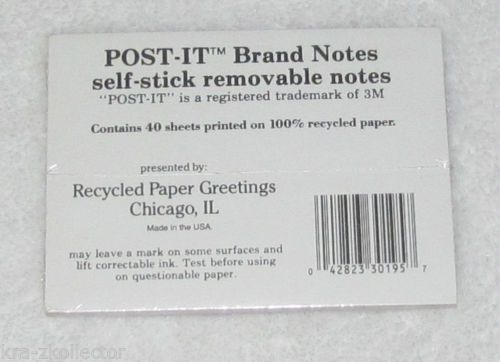 POST-IT™ Brand Notes
self-stick removable notes
"POST-IT" is a registered trademark of 3M
Contains 40 sheets printed on 100% recycled paper.
presented by:
Recycled Paper Greetings
Chicago, IL
Made in the USA
may leave a mark on some surfaces and
lift correctable ink. Test before using
on questionable paper.
0 42823 30195 7
kra-zkollector